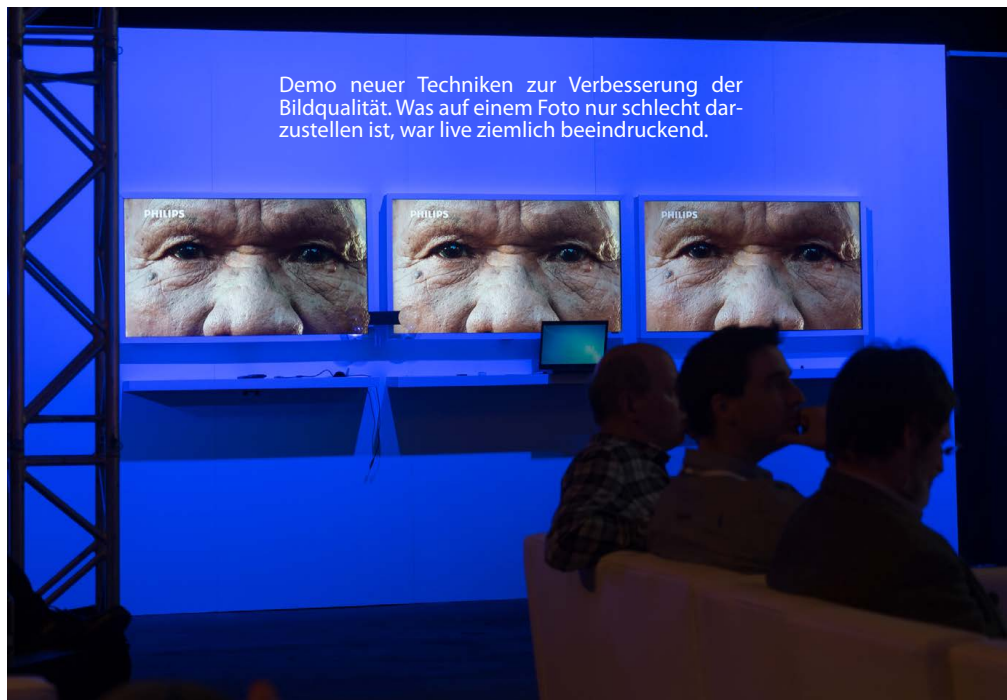 Demo neuer Techniken zur Verbesserung der
Bildqualität. Was auf einem Foto nur schlecht dar-
zustellen ist, war live ziemlich beeindruckend.
PHILIPS
PHILIPS
PHILIPS